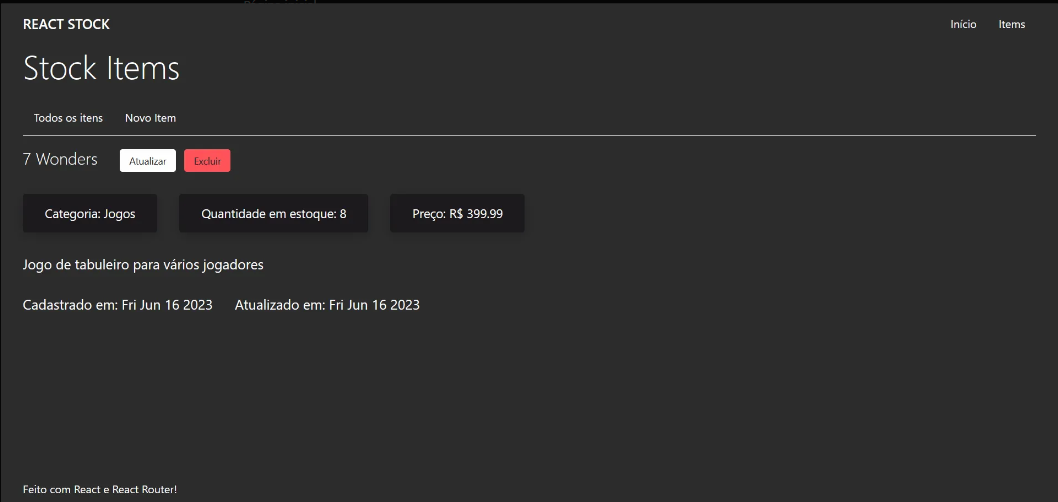 REACT STOCK Início Items
Stock Items
Todos os itens Novo Item
7 Wonders Atualizar Excluir
Categoria: Jogos Quantidade em estoque: 8 Preço: R$ 399.99
Jogo de tabuleiro para vários jogadores
Cadastrado em: Fri Jun 16 2023 Atualizado em: Fri Jun 16 2023
Feito com React e React Router!